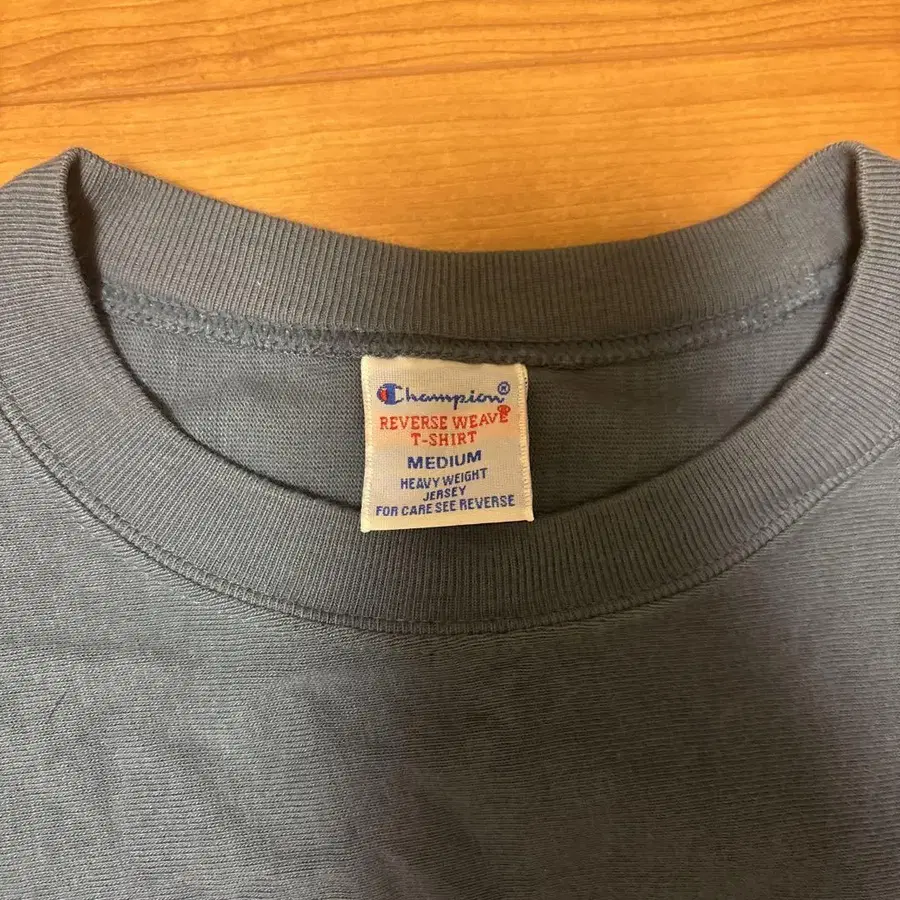 Champion®
REVERSE WEAVE®
T-SHIRT
MEDIUM
HEAVY WEIGHT
JERSEY
FOR CARE SEE REVERSE